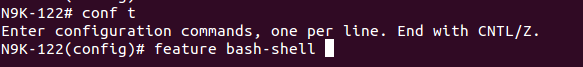 N9K-122# conf t
Enter configuration commands, one per line. End with CNTL/Z.
N9K-122(config)# feature bash-shell